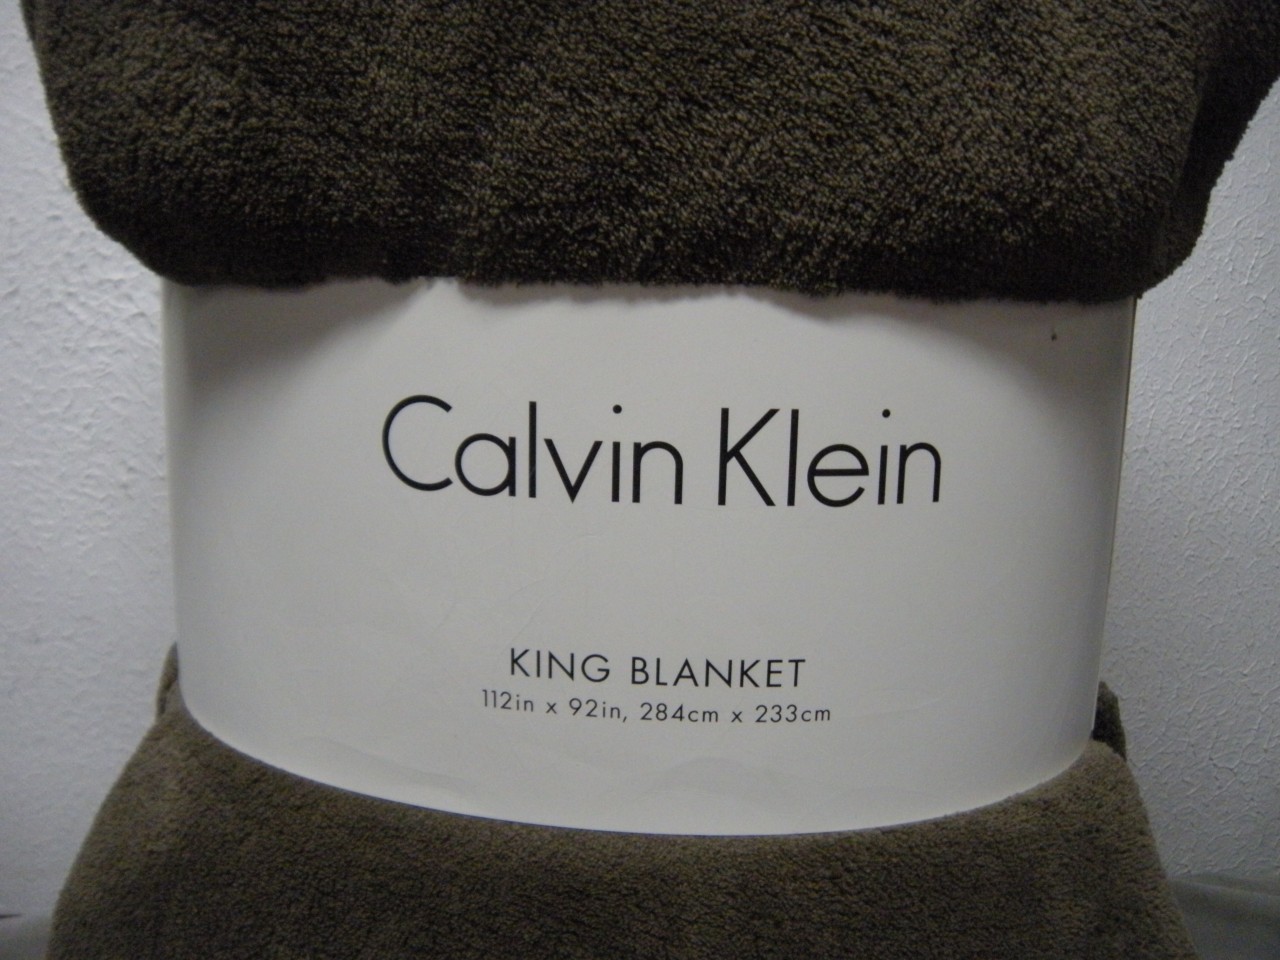 Calvin Klein
KING BLANKET
112in x 92in, 284cm x 233cm